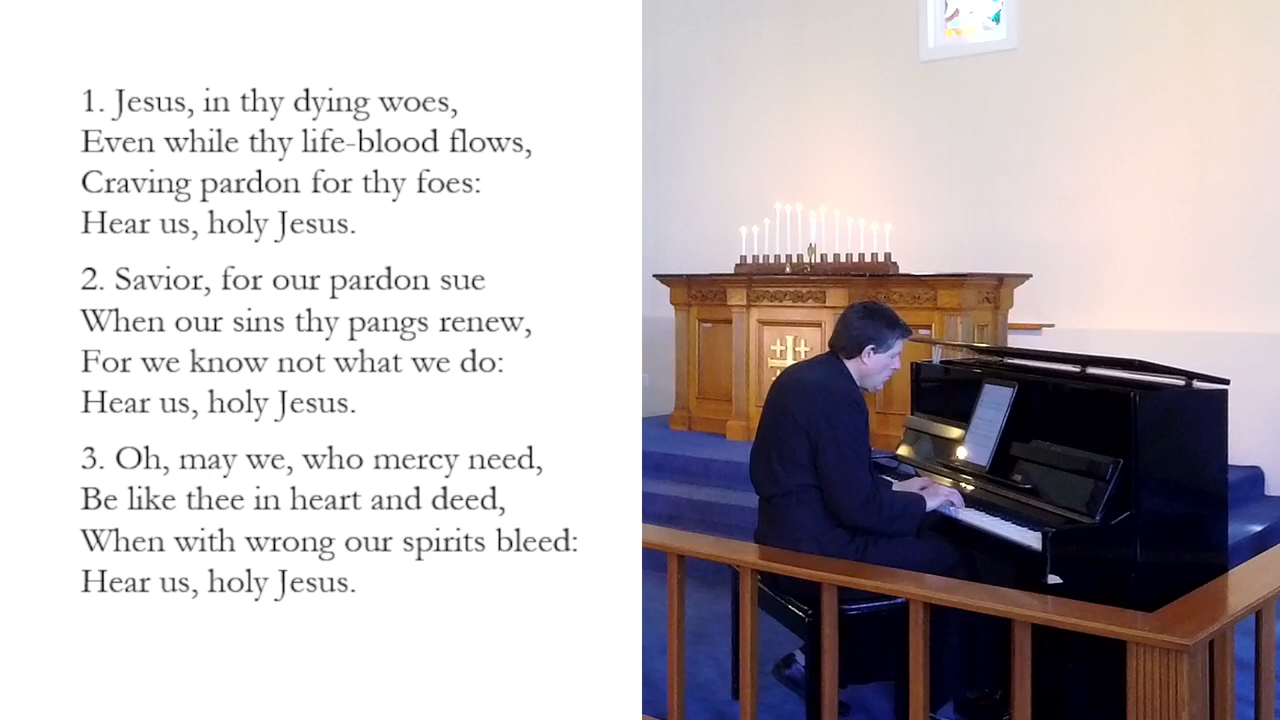 1. Jesus, in thy dying woes,
Even while thy life-blood flows,
Craving pardon for thy foes:
Hear us, holy Jesus.
2. Savior, for our pardon sue
When our sins thy pangs renew,
For we know not what we do:
Hear us, holy Jesus.
3. Oh, may we, who mercy need,
Be like thee in heart and deed,
When with wrong our spirits bleed:
Hear us, holy Jesus.